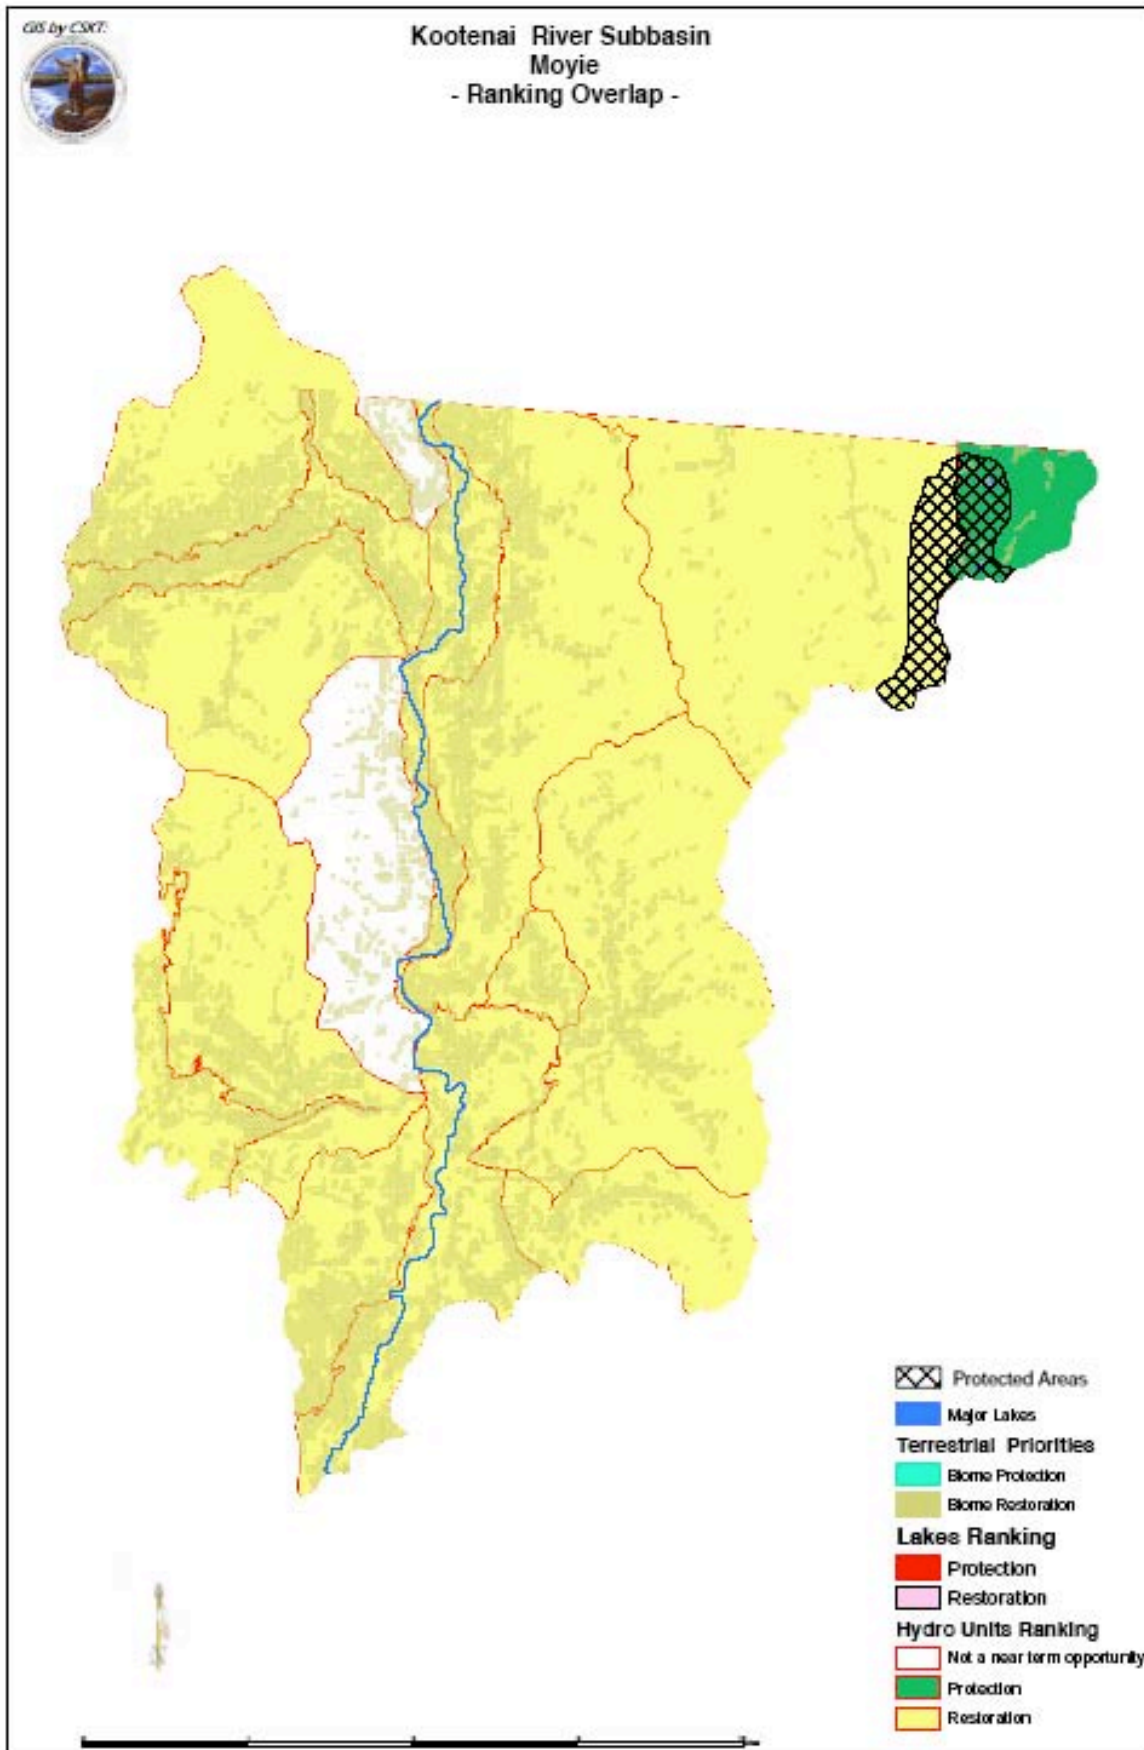 GIS by CSKT:
Kootenai River Subbasin
Moyie
- Ranking Overlap -
Protected Areas
Major Lakes
Terrestrial Priorities
Biome Protection
Biome Restoration
Lakes Ranking
Protection
Restoration
Hydro Units Ranking
Not a near term opportunity
Protection
Restoration